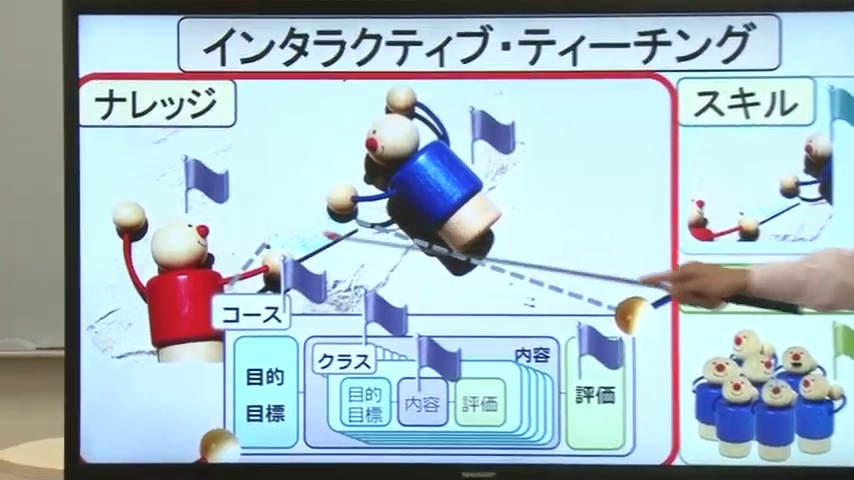 インタラクティブ・ティーチング
ナレッジ
スキル
コース
目的
目標
クラス
内容
目的
目標
内容
評価
評価